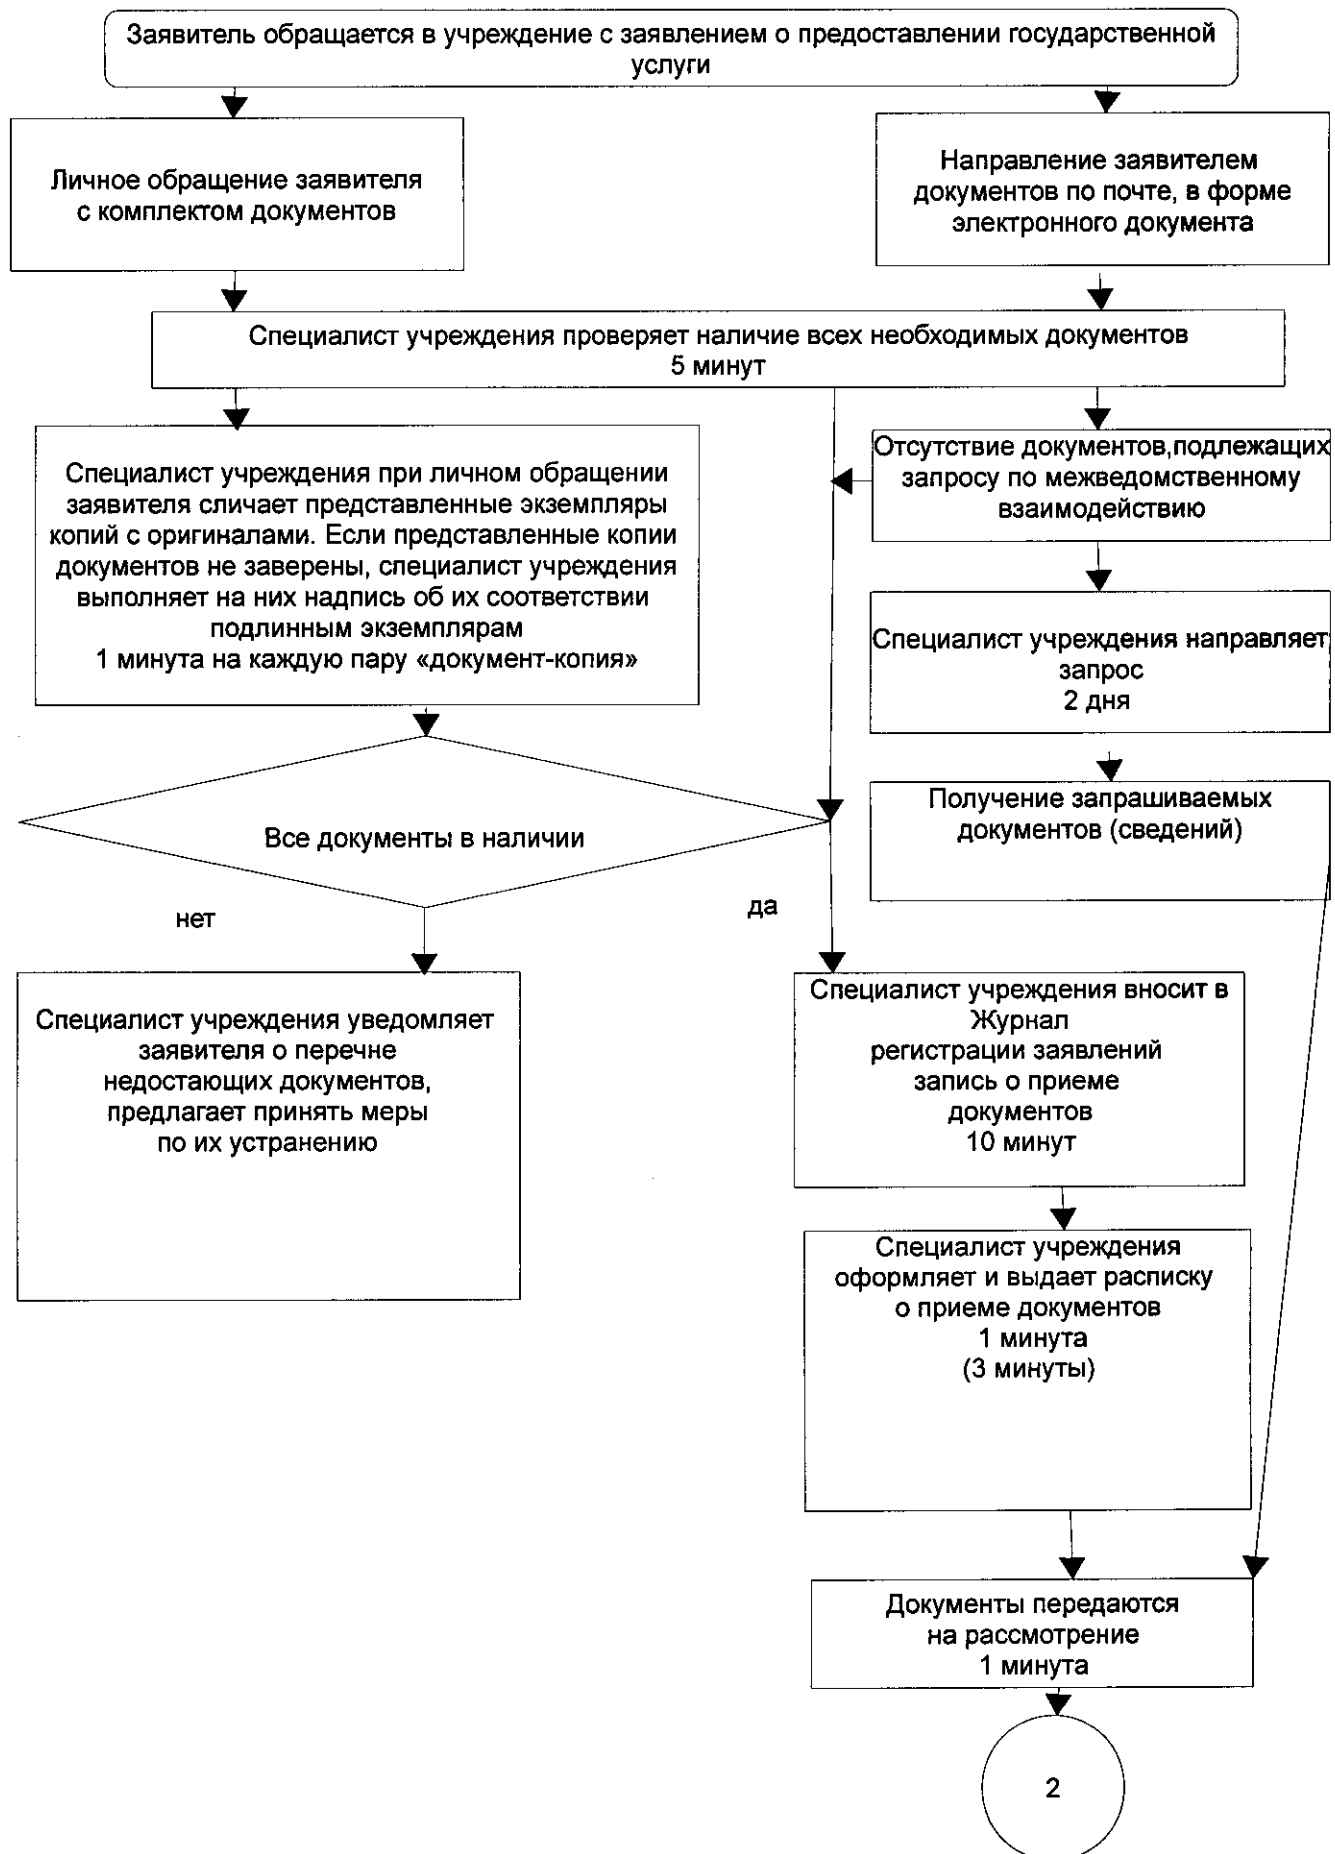 Заявитель обращается в учреждение с заявлением о предоставлении государственной
услуги
Личное обращение заявителя
с комплектом документов
Направление заявителем
документов по почте, в форме
электронного документа
Специалист учреждения проверяет наличие всех необходимых документов
5 минут
Специалист учреждения при личном обращении
заявителя сличает представленные экземпляры
копий с оригиналами. Если представленные копии
документов не заверены, специалист учреждения
выполняет на них надпись об их соответствии
подлинным экземплярам
1 минута на каждую пару «документ-копия»
Отсутствие документов,подлежащих
запросу по межведомственному
взаимодействию
Специалист учреждения направляет
запрос
2 дня
Получение запрашиваемых
документов (сведений)
Все документы в наличии
нет
да
Специалист учреждения уведомляет
заявителя о перечне
недостающих документов,
предлагает принять меры
по их устранению
Специалист учреждения вносит в
Журнал
регистрации заявлений
запись о приеме
документов
10 минут
Специалист учреждения
оформляет и выдает расписку
о приеме документов
1 минута
(3 минуты)
Документы передаются
на рассмотрение
1 минута
2